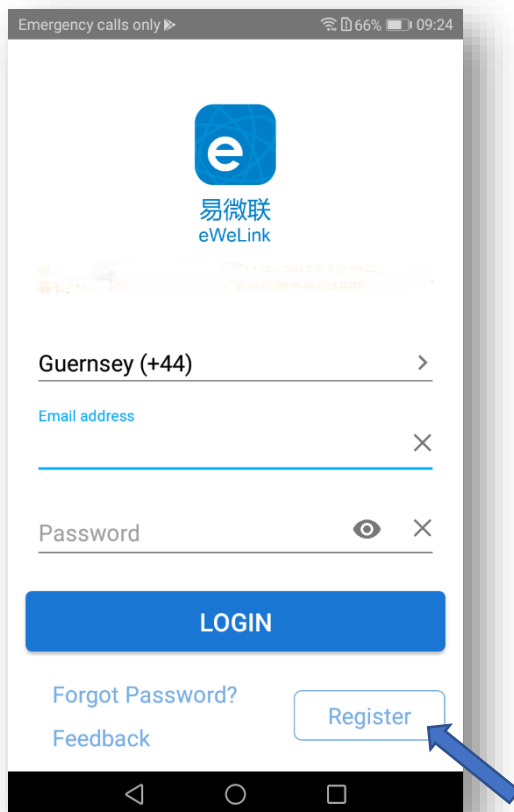 Emergency calls only 66% 09:24
e
易微联
eWeLink
Guernsey (+44)
Email address
Password
LOGIN
Forgot Password?
Register
Feedback